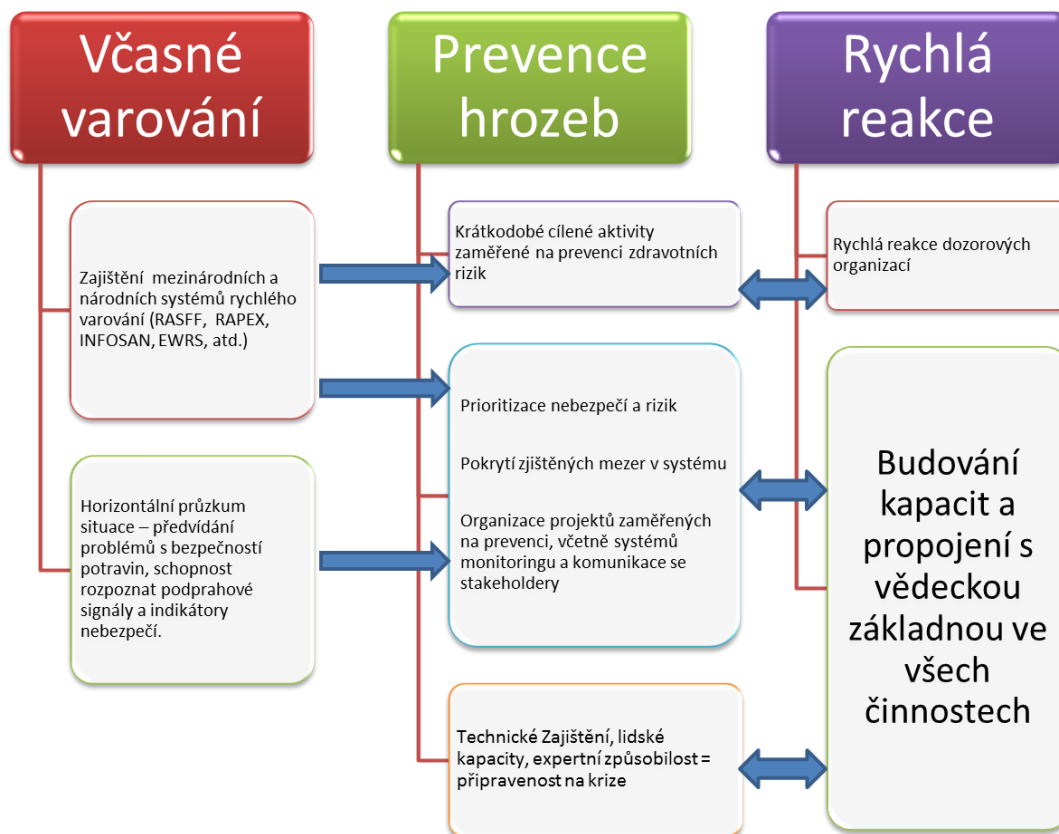 Včasné
varování
Zajištění mezinárodních a
národních systémů rychlého
varování (RASFF, RAPEX,
INFOSAN, EWRS, atd.)
Horizontální průzkum
situace – předvídání
problémů s bezpečností
potravin, schopnost
rozpoznat podprahové
signály a indikátory
nebezpečí.
Prevence
hrozeb
Krátkodobé cílené aktivity
zaměřené na prevenci zdravotních
rizik
Prioritizace nebezpečí a rizik
Pokrytí zjištěných mezer v systému
Organizace projektů zaměřených
na prevenci, včetně systémů
monitoringu a komunikace se
stakeholdery
Technické Zajištění, lidské
kapacity, expertní způsobilost =
připravenost na krize
Rychlá
reakce
Rychlá reakce dozorových
organizací
Budování
kapacit a
propojení s
vědeckou
základnou ve
všech
činnostech